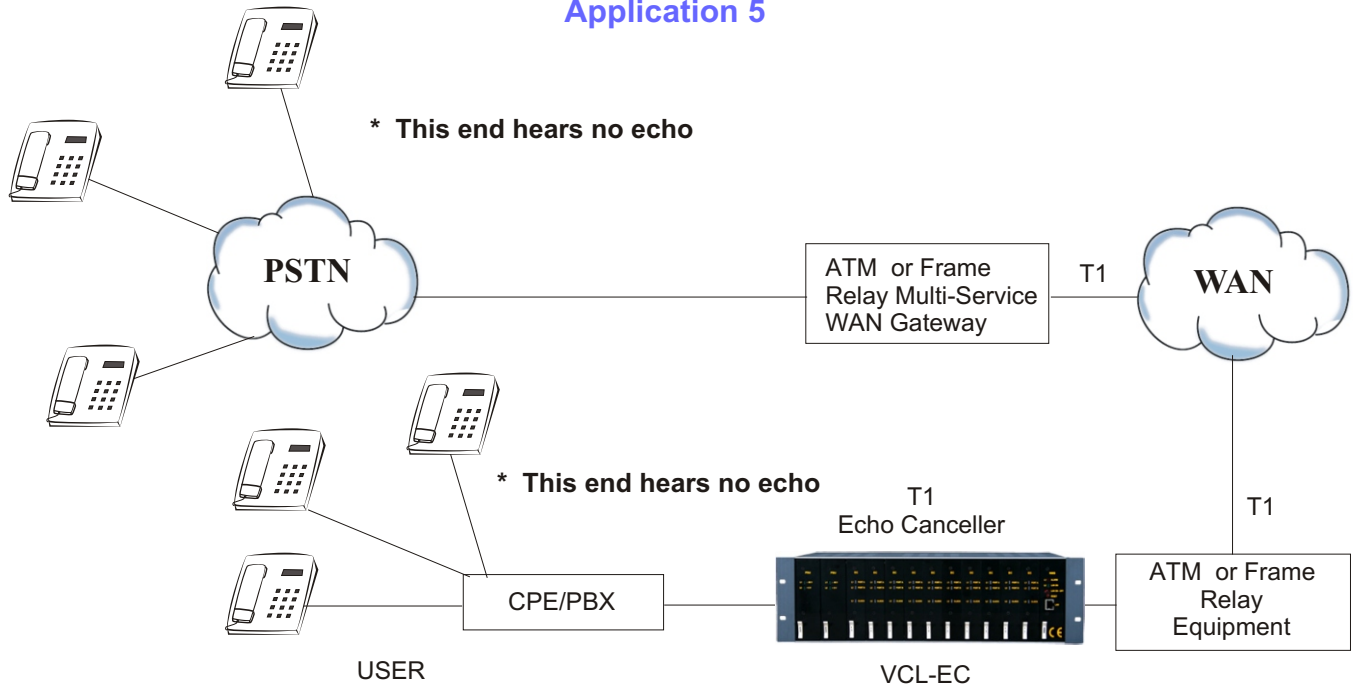 Application 5
* This end hears no echo
PSTN
ATM or Frame
Relay Multi-Service
WAN Gateway
T1
WAN
* This end hears no echo
T1
Echo Canceller
T1
CPE/PBX
ATM or Frame
Relay
Equipment
USER
VCL-EC